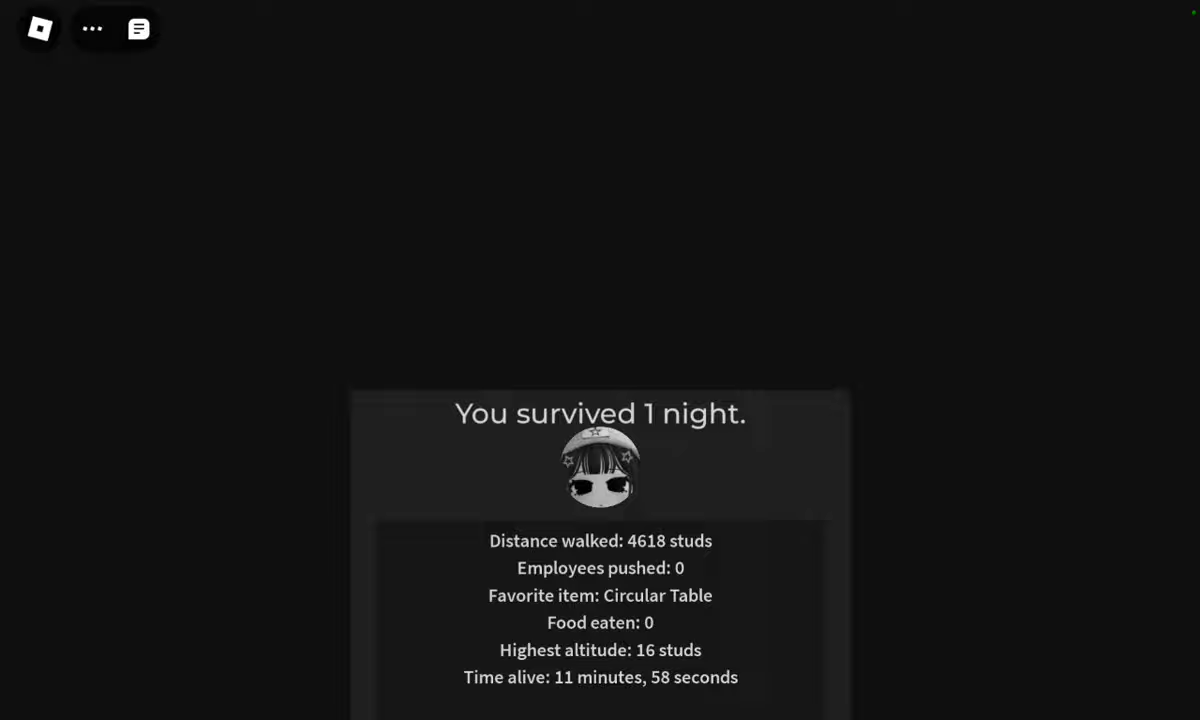 You survived 1 night.
Distance walked: 4618 studs
Employees pushed: 0
Favorite item: Circular Table
Food eaten: 0
Highest altitude: 16 studs
Time alive: 11 minutes, 58 seconds